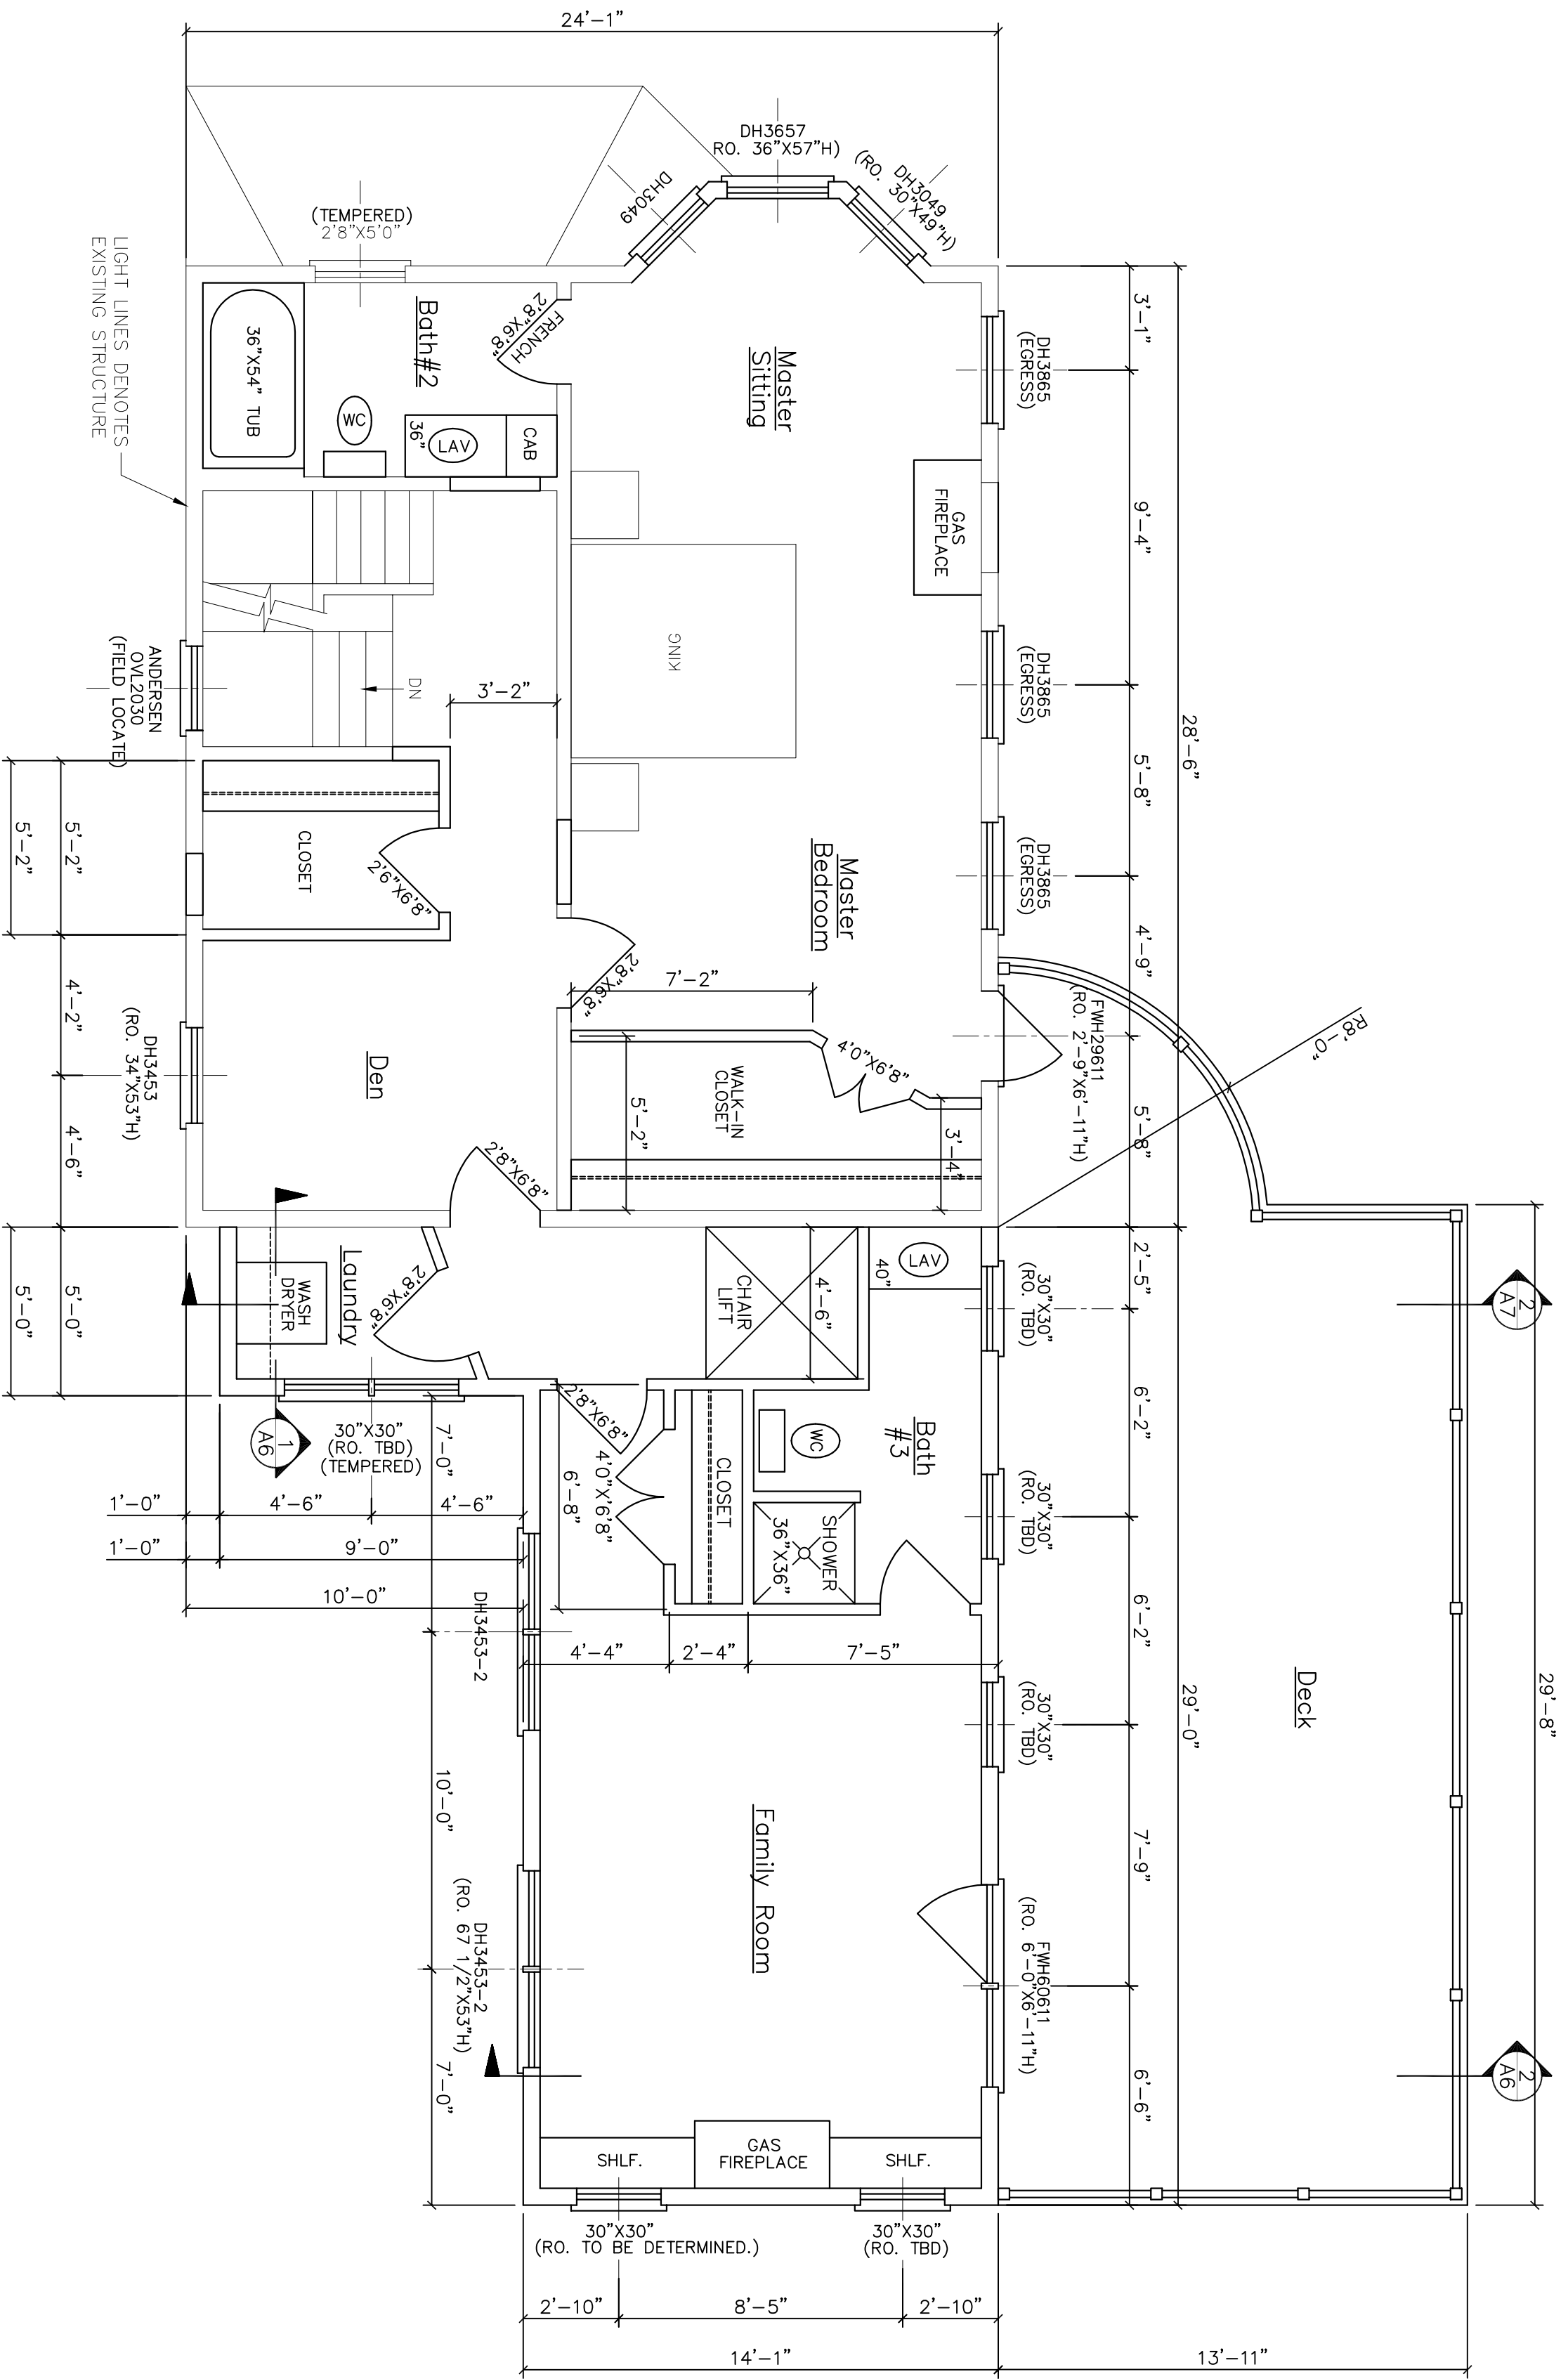 24'-1"
DH3657
RO. 36"X57"H)
DH3049
(RO. 30"X49"H)
DH3049
(TEMPERED)
2'8"X5'0"
LIGHT LINES DENOTES
EXISTING STRUCTURE
Bath#2
36"X54" TUB
WC
LAV
36"
CAB
FRENCH
2'8"X6'8"
Master
Sitting
GAS
FIREPLACE
DH3865
(EGRESS)
DH3865
(EGRESS)
DH3865
(EGRESS)
3'-1"
9'-4"
5'-8"
4'-9"
5'-8"
28'-6"
KING
DN
3'-2"
ANDERSEN
OVL2030
(FIELD LOCATE)
CLOSET
2'6"X6'8"
Master
Bedroom
2'8"X6'8"
7'-2"
FWH29611
(RO. 2'-9"X6'-11"H)
R8'-0"
4'0"X6'8"
WALK-IN
CLOSET
5'-2"
3'-4"
Den
DH3453
(RO. 34"X53"H)
5'-2"
5'-2"
4'-2"
4'-6"
5'-0"
5'-0"
2'8"X6'8"
Laundry
WASH
DRYER
2'8"X6'8"
CHAIR
LIFT
4'-6"
LAV
40"
30"X30"
(RO. TBD)
30"X30"
(RO. TBD)
30"X30"
(RO. TBD)
2'-5"
6'-2"
6'-2"
7'-9"
6'-6"
29'-0"
2
A7
2
A6
1
A6
29'-8"
Deck
Bath
#3
WC
SHOWER
36"X36"
CLOSET
2'8"X6'8"
4'0"X6'8"
6'-8"
30"X30"
(RO. TBD)
(TEMPERED)
7'-0"
1'-0"
4'-6"
4'-6"
1'-0"
9'-0"
10'-0"
DH3453-2
4'-4"
2'-4"
7'-5"
10'-0"
DH3453-2
(RO. 67 1/2"X53"H)
7'-0"
Family Room
FWH60611
(RO. 6'-0"X6'-11"H)
SHLF.
GAS
FIREPLACE
SHLF.
30"X30"
(RO. TO BE DETERMINED.)
30"X30"
(RO. TBD)
2'-10"
8'-5"
2'-10"
14'-1"
13'-11"